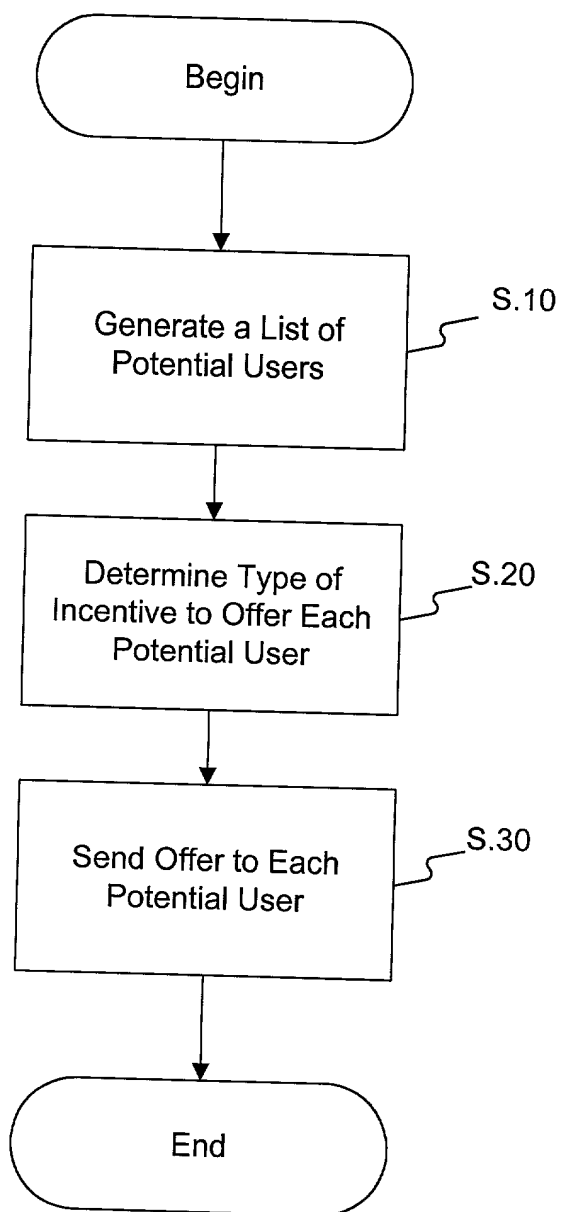 Begin
Generate a List of
Potential Users
S.10
Determine Type of
Incentive to Offer Each
Potential User
S.20
Send Offer to Each
Potential User
S.30
End